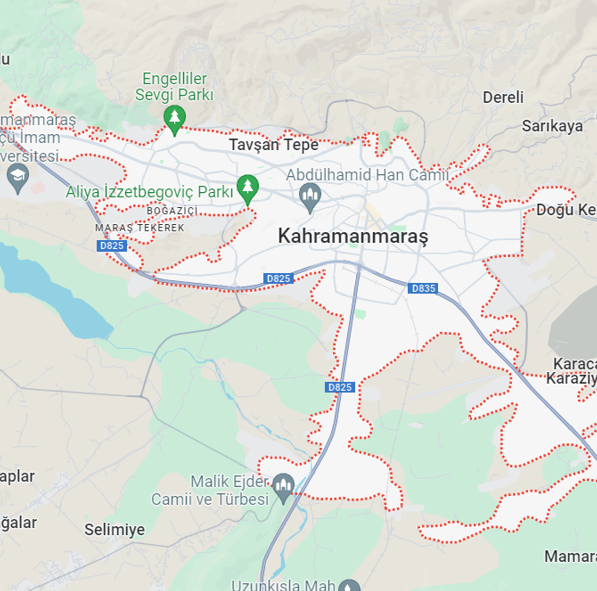 lu
Engelliler
Sevgi Parkı
Dereli
manmaraş
çü İmam
versitesi
Sarıkaya
Tavşan Tepe
Abdülhamid Han Camii
Aliya İzzetbegoviç Parkı
BOĞAZİÇİ
Doğu Ke
MARAŞ TEKEREK
Kahramanmaraş
D825
D825
D835
Karaca
Karaziy
D825
aplar
Malik Ejder
Camii ve Türbesi
ğalar
Selimiye
Mamara
Uzunkışla Mah